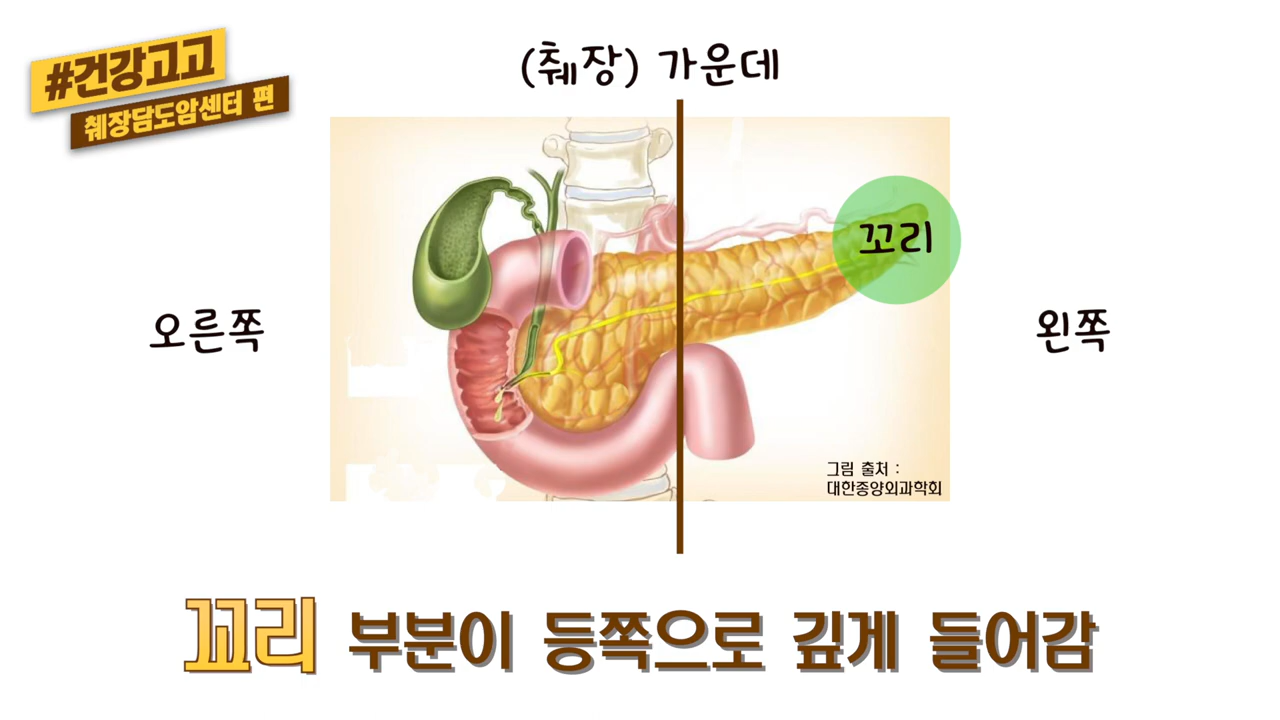 #건강고고
췌장담도암센터 편
(췌장) 가운데
꼬리
오른쪽
왼쪽
그림 출처 :
대한종양외과학회
꼬리 부분이 등쪽으로 깊게 들어감